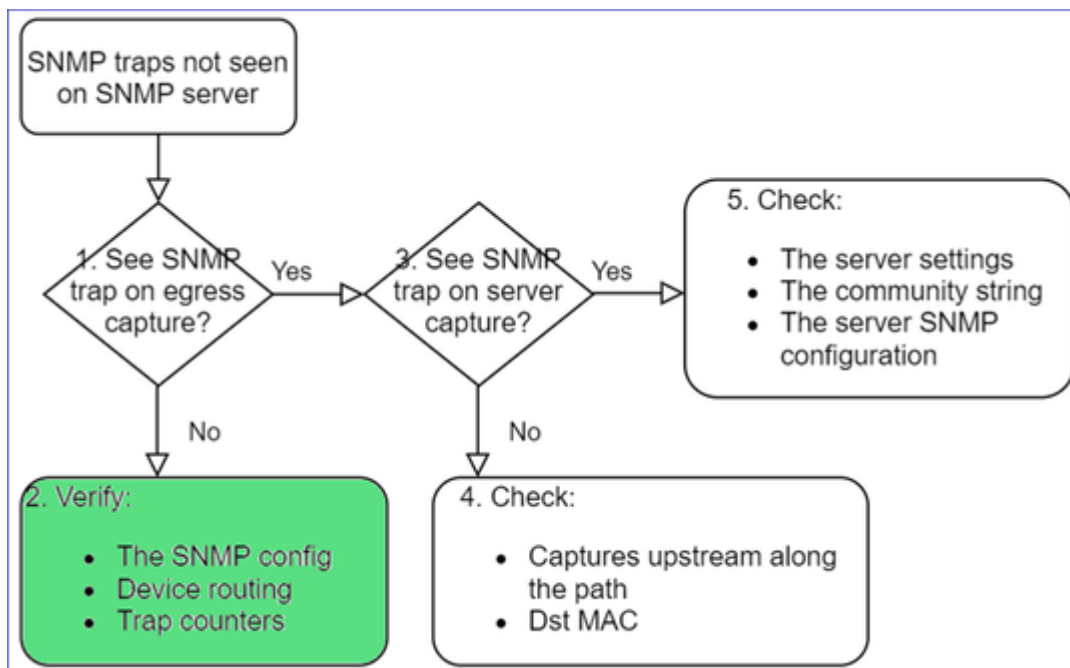 SNMP traps not seen
on SNMP server
1. See SNMP
trap on egress
capture?
Yes
3. See SNMP
trap on server
capture?
Yes
5. Check:
• The server settings
• The community string
• The server SNMP
configuration
No
No
2. Verify:
• The SNMP config
• Device routing
• Trap counters
4. Check:
• Captures upstream along
the path
• Dst MAC